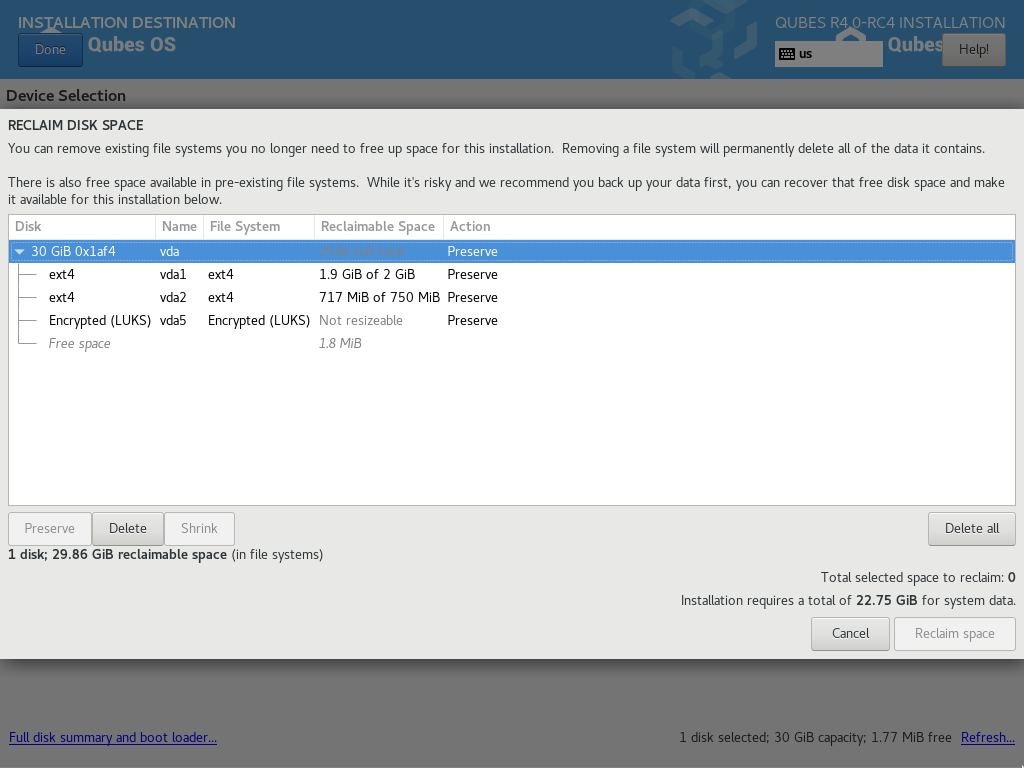 INSTALLATION DESTINATION
QUBES R4.0-RC4 INSTALLATION
Done
Qubes OS
us
Qubes
Help!
Device Selection
RECLAIM DISK SPACE
You can remove existing file systems you no longer need to free up space for this installation.  Removing a file system will permanently delete all of the data it contains.
There is also free space available in pre-existing file systems.  While it's risky and we recommend you back up your data first, you can recover that free disk space and make
it available for this installation below.
Disk Name File System Reclaimable Space Action
30 GiB 0x1af4 vda Preserve
ext4 vda1 ext4 1.9 GiB of 2 GiB Preserve
ext4 vda2 ext4 717 MiB of 750 MiB Preserve
Encrypted (LUKS) vda5 Encrypted (LUKS) Not resizeable Preserve
Free space 1.8 MiB
Preserve Delete Shrink Delete all
1 disk; 29.86 GiB reclaimable space (in file systems)
Total selected space to reclaim: 0
Installation requires a total of 22.75 GiB for system data.
Cancel Reclaim space
Full disk summary and boot loader... 1 disk selected; 30 GiB capacity; 1.77 MiB free Refresh...